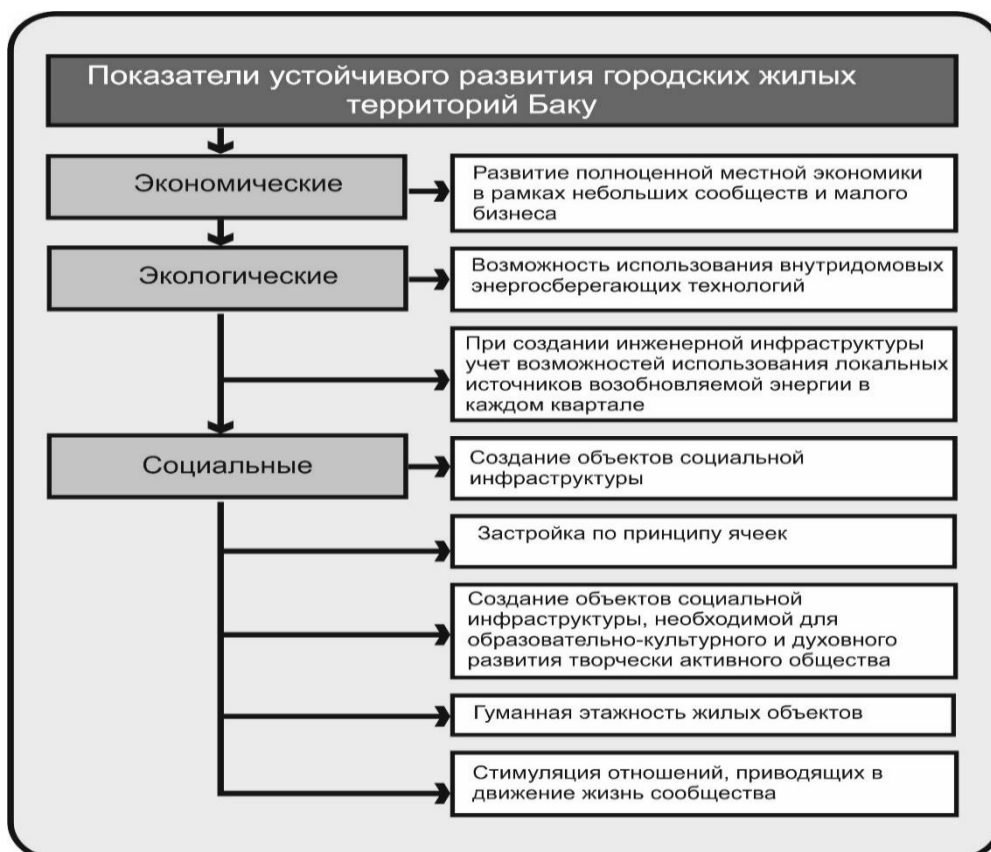 Показатели устойчивого развития городских жилых
территорий Баку
Экономические
Развитие полноценной местной экономики
в рамках небольших сообществ и малого
бизнеса
Экологические
Возможность использования внутридомовых
энергосберегающих технологий
При создании инженерной инфраструктуры
учет возможностей использования локальных
источников возобновляемой энергии в
каждом квартале
Социальные
Создание объектов социальной
инфраструктуры
Застройка по принципу ячеек
Создание объектов социальной
инфраструктуры, необходимой для
образовательно-культурного и духовного
развития творчески активного общества
Гуманная этажность жилых объектов
Стимуляция отношений, приводящих в
движение жизнь сообщества